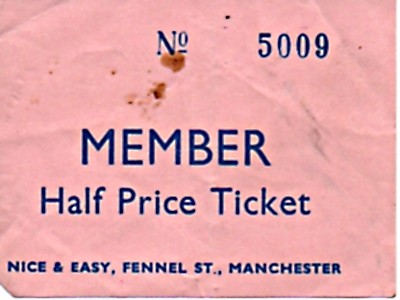 Nº 5009
MEMBER
Half Price Ticket
NICE & EASY, FENNEL ST., MANCHESTER